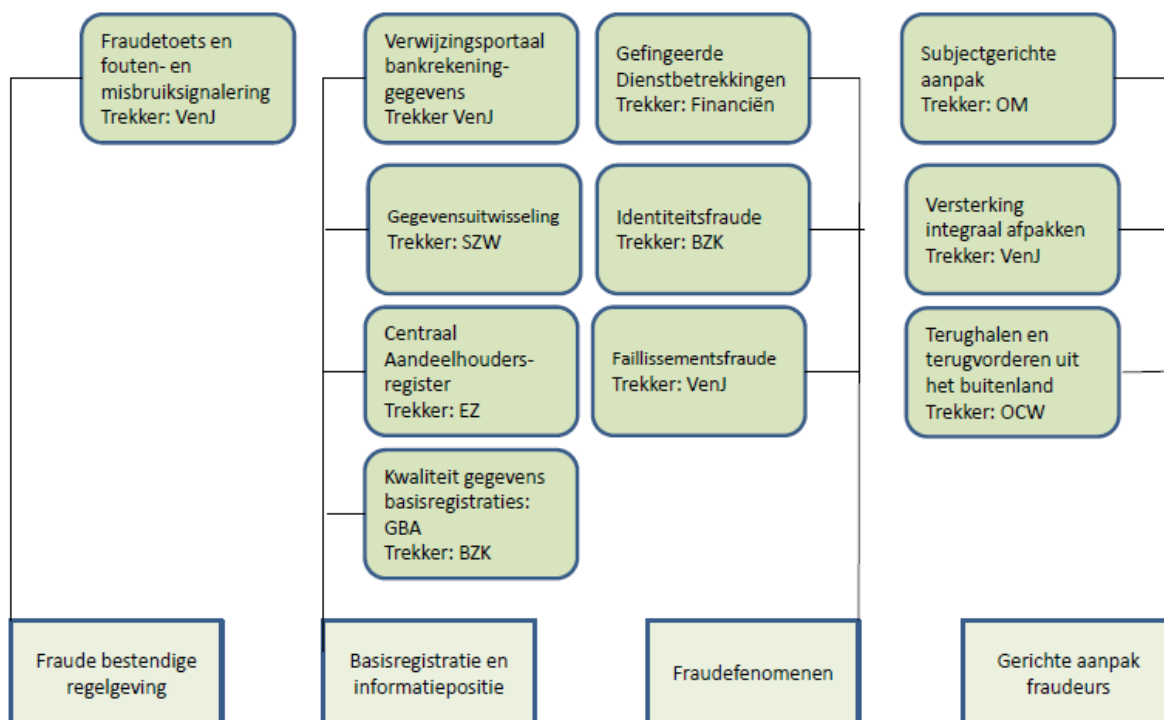 Fraudetoets en
fouten- en
misbruiksignalering
Trekker: VenJ
Verwijzingsportaal
bankrekening-
gegevens
Trekker VenJ
Gegevensuitwisseling
Trekker: SZW
Centraal
Aandeelhouders-
register
Trekker: EZ
Kwaliteit gegevens
basisregistraties:
GBA
Trekker: BZK
Gefingeerde
Dienstbetrekkingen
Trekker: Financiën
Identiteitsfraude
Trekker: BZK
Faillissementsfraude
Trekker: VenJ
Subjectgerichte
aanpak
Trekker: OM
Versterking
integraal afpakken
Trekker: VenJ
Terughalen en
terugvorderen uit
het buitenland
Trekker: OCW
Fraude bestendige
regelgeving
Basisregistratie en
informatiepositie
Fraudefenomenen
Gerichte aanpak
fraudeurs